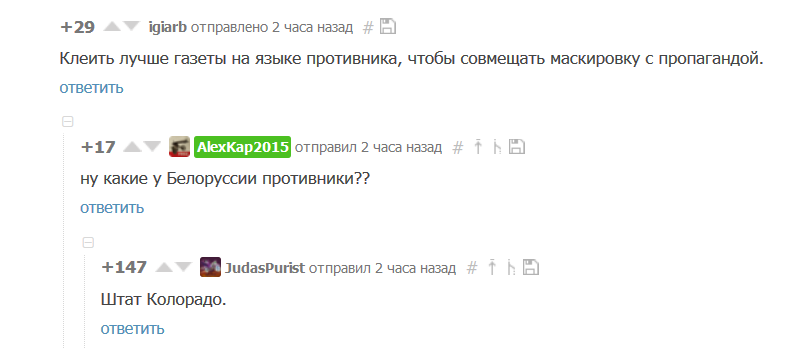 +29 igiarb отправлено 2 часа назад #
Клеить лучше газеты на языке противника, чтобы совмещать маскировку с пропагандой.
ответить
+17 AlexKap2015 отправил 2 часа назад #
ну какие у Белоруссии противники??
ответить
+147 JudasPurist отправил 2 часа назад #
Штат Колорадо.
ответить